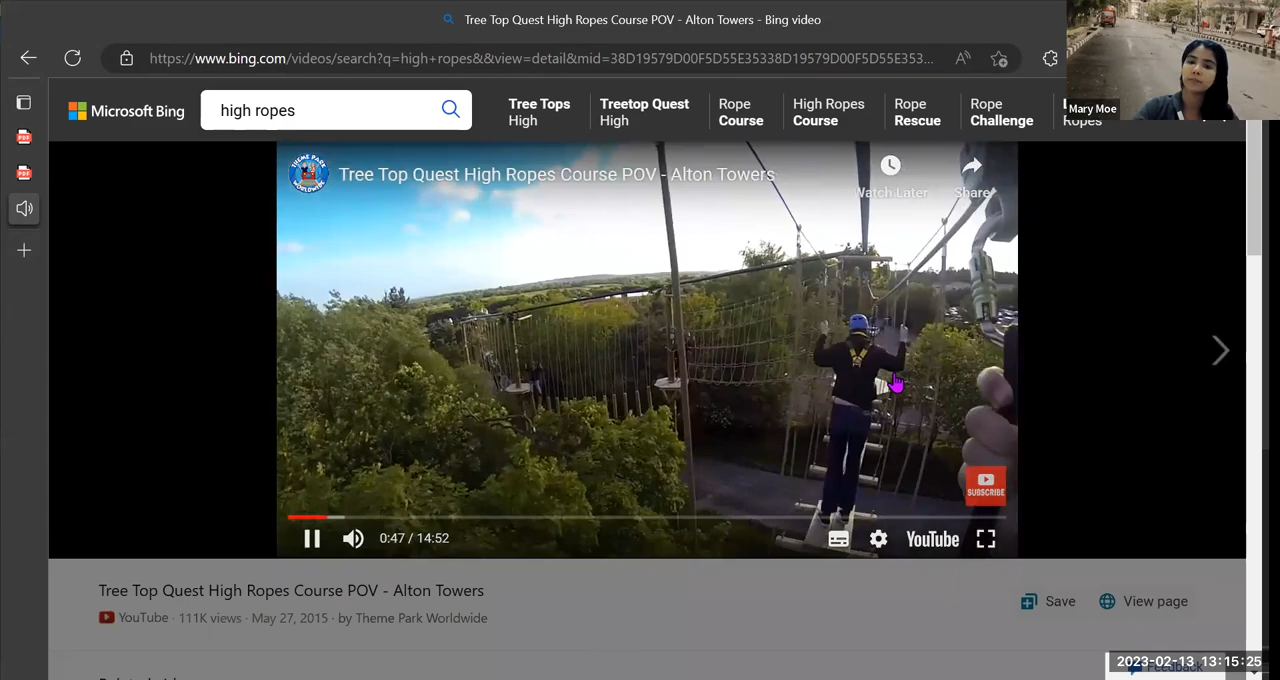 Tree Top Quest High Ropes Course POV - Alton Towers - Bing video
https://www.bing.com/videos/search?q=high+ropes&&view=detail&mid=38D19579D00F5D55E35338D19579D00F5D55E353...
Mary Moe
Microsoft Bing
high ropes
Tree Tops High
Treetop Quest High
Rope Course
High Ropes Course
Rope Rescue
Rope Challenge
Ropes
THEME PARK WORLDWIDE
Tree Top Quest High Ropes Course POV - Alton Towers
Watch Later
Share
SUBSCRIBE
0:47 / 14:52
YouTube
Tree Top Quest High Ropes Course POV - Alton Towers
YouTube · 111K views · May 27, 2015 · by Theme Park Worldwide
Save
View page
Feedback
2023-02-13 13:15:25